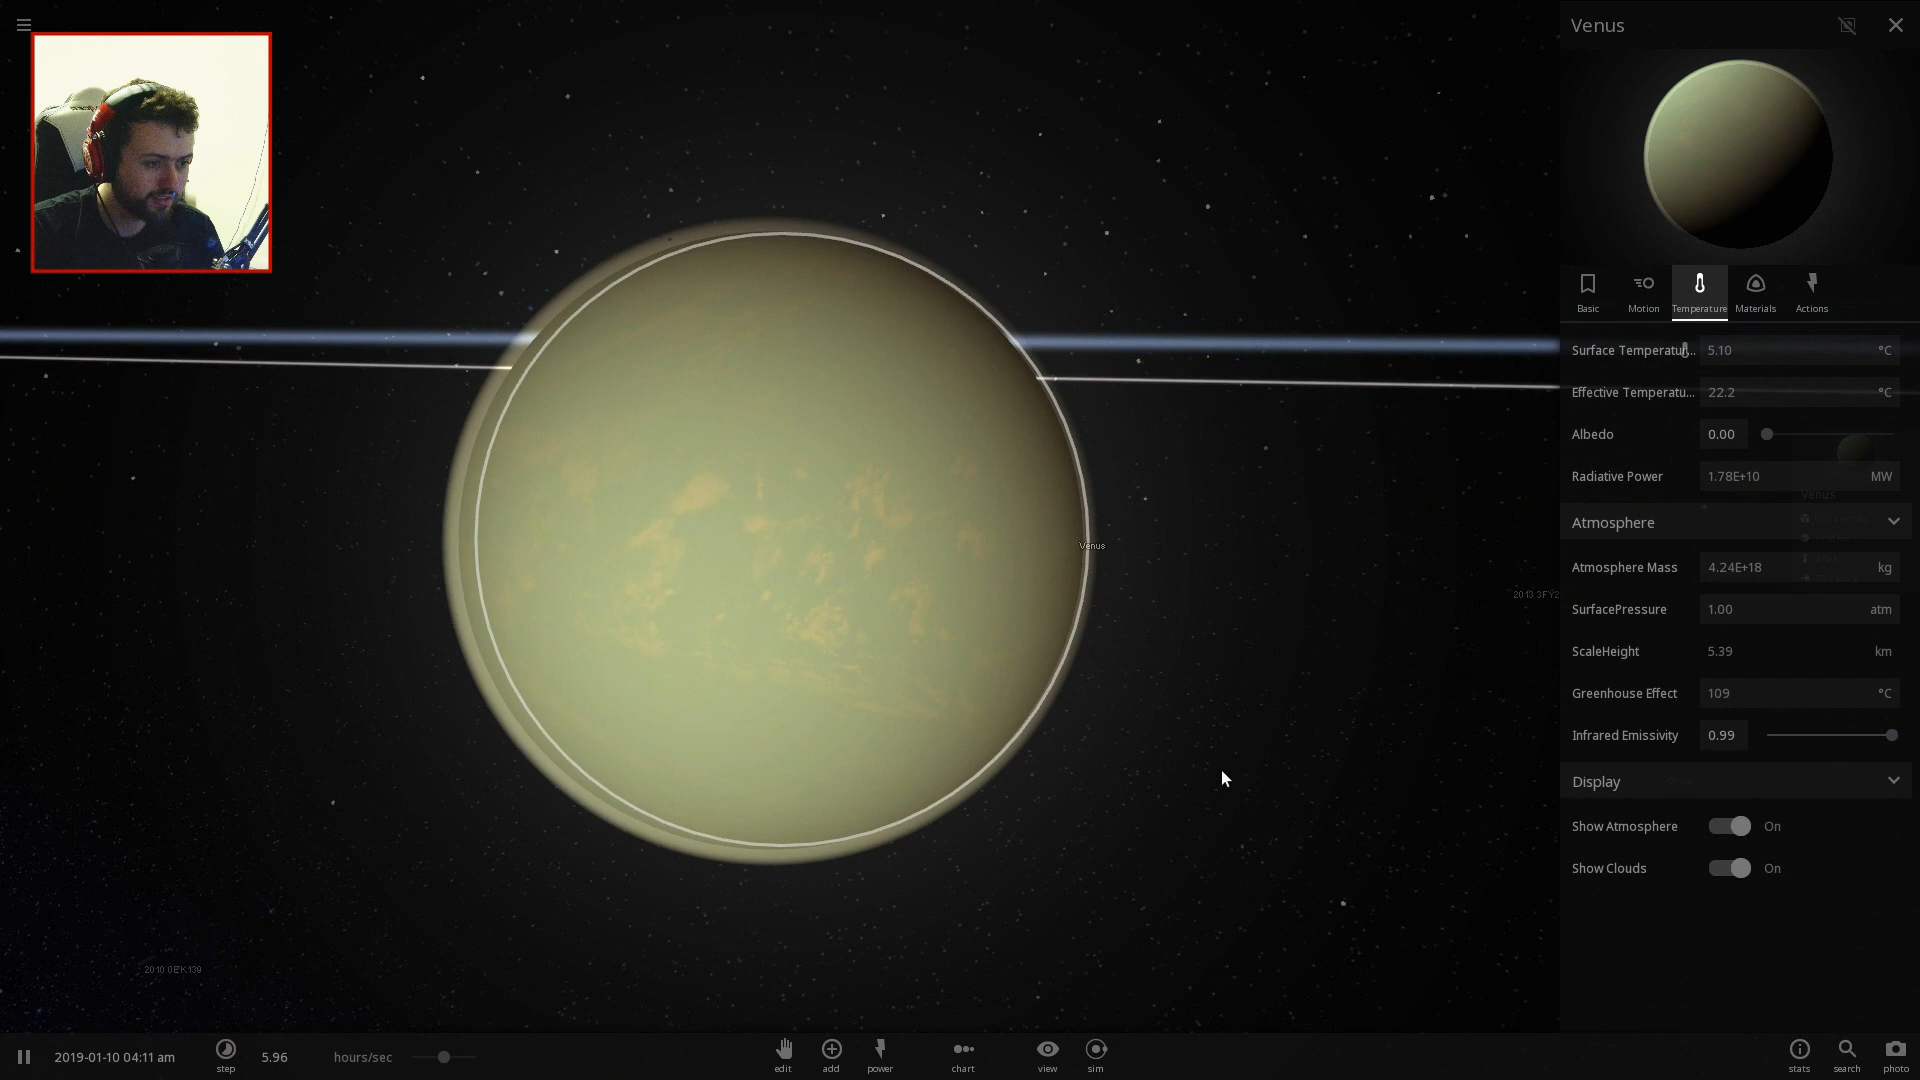 Venus
Basic Motion Temperature Materials Actions
Surface Temperatur... 5.10 °C
Effective Temperatu... 22.2 °C
Albedo 0.00
Radiative Power 1.78E+10 MW
Venus
Atmosphere
Venus
Atmosphere Mass 4.24E+18 kg
2013 3FY2
SurfacePressure 1.00 atm
ScaleHeight 5.39 km
Greenhouse Effect 109 °C
Infrared Emissivity 0.99
Display
Show Atmosphere On
Show Clouds On
2019-01-10 04:11 am step 5.96 hours/sec
edit add power chart view sim
stats search photo